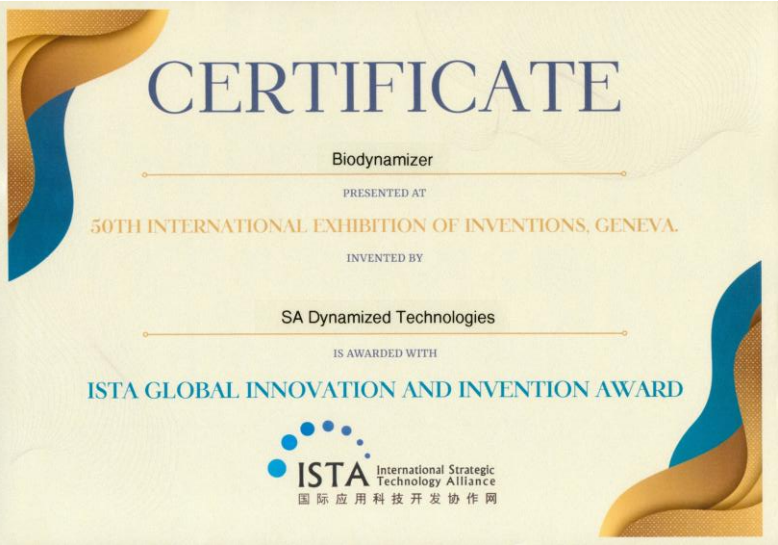 CERTIFICATE
Biodynamizer
PRESENTED AT
50TH INTERNATIONAL EXHIBITION OF INVENTIONS, GENEVA.
INVENTED BY
SA Dynamized Technologies
IS AWARDED WITH
ISTA GLOBAL INNOVATION AND INVENTION AWARD
ISTA International Strategic
Technology Alliance
国际应用科技开发协作网